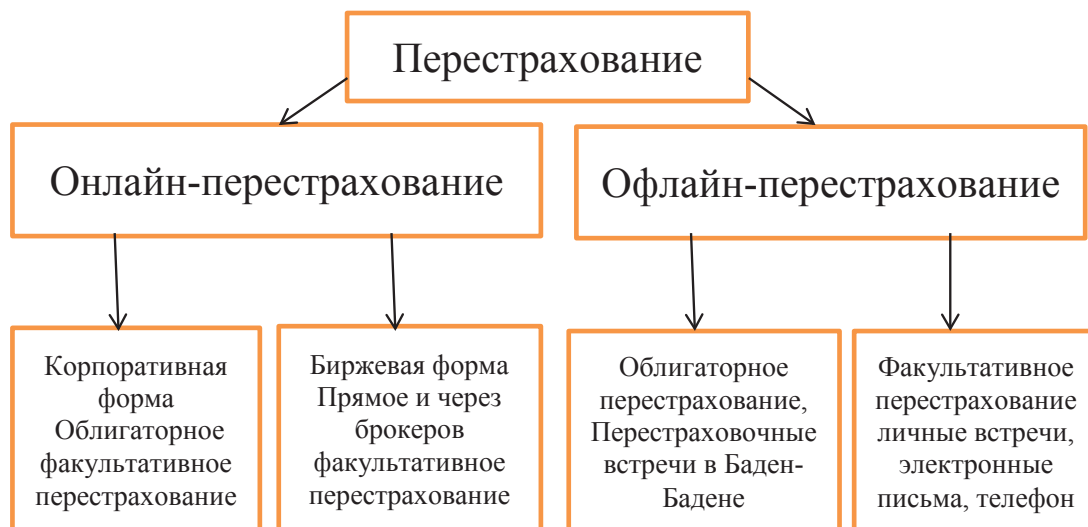 Перестрахование
Онлайн-перестрахование
Офлайн-перестрахование
Корпоративная
форма
Облигаторное
факультативное
перестрахование
Биржевая форма
Прямое и через
брокеров
факультативное
перестрахование
Облигаторное
перестрахование,
Перестраховочные
встречи в Баден-
Бадене
Факультативное
перестрахование
личные встречи,
электронные
письма, телефон